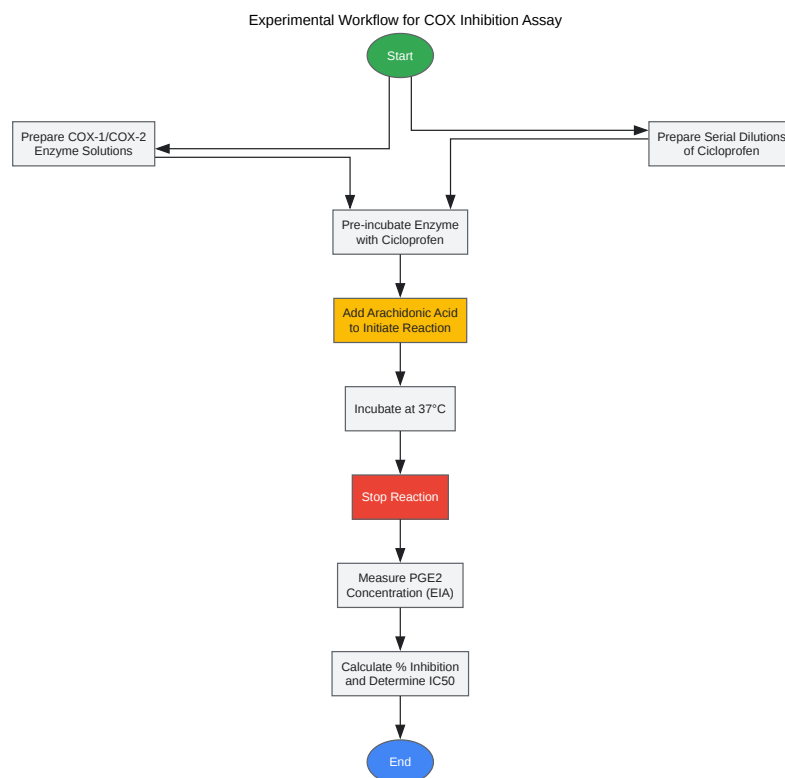 Experimental Workflow for COX Inhibition Assay
Start
Prepare COX-1/COX-2
Enzyme Solutions
Prepare Serial Dilutions
of Cicloprofen
Pre-incubate Enzyme
with Cicloprofen
Add Arachidonic Acid
to Initiate Reaction
Incubate at 37°C
Stop Reaction
Measure PGE2
Concentration (EIA)
Calculate % Inhibition
and Determine IC50
End